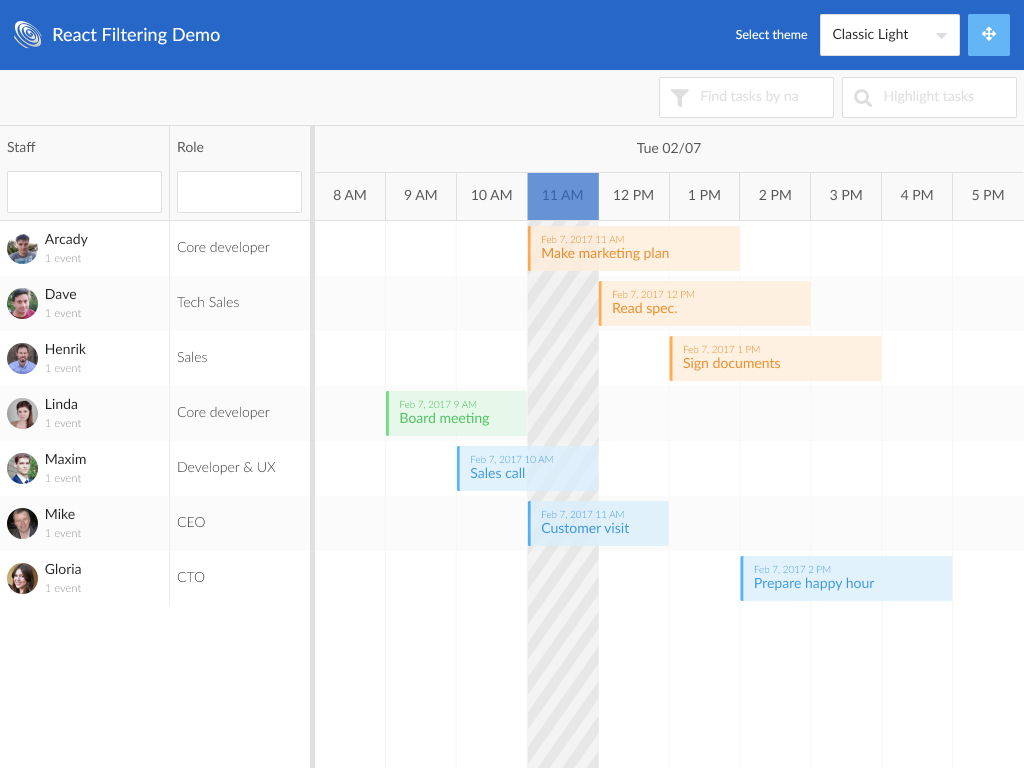 React Filtering Demo
Select theme
Classic Light
Find tasks by na
Highlight tasks
Staff
Role
Tue 02/07
8 AM
9 AM
10 AM
11 AM
12 PM
1 PM
2 PM
3 PM
4 PM
5 PM
Arcady
1 event
Core developer
Feb 7, 2017 11 AM
Make marketing plan
Dave
1 event
Tech Sales
Feb 7, 2017 12 PM
Read spec.
Henrik
1 event
Sales
Feb 7, 2017 1 PM
Sign documents
Linda
1 event
Core developer
Feb 7, 2017 9 AM
Board meeting
Maxim
1 event
Developer & UX
Feb 7, 2017 10 AM
Sales call
Mike
1 event
CEO
Feb 7, 2017 11 AM
Customer visit
Gloria
1 event
CTO
Feb 7, 2017 2 PM
Prepare happy hour